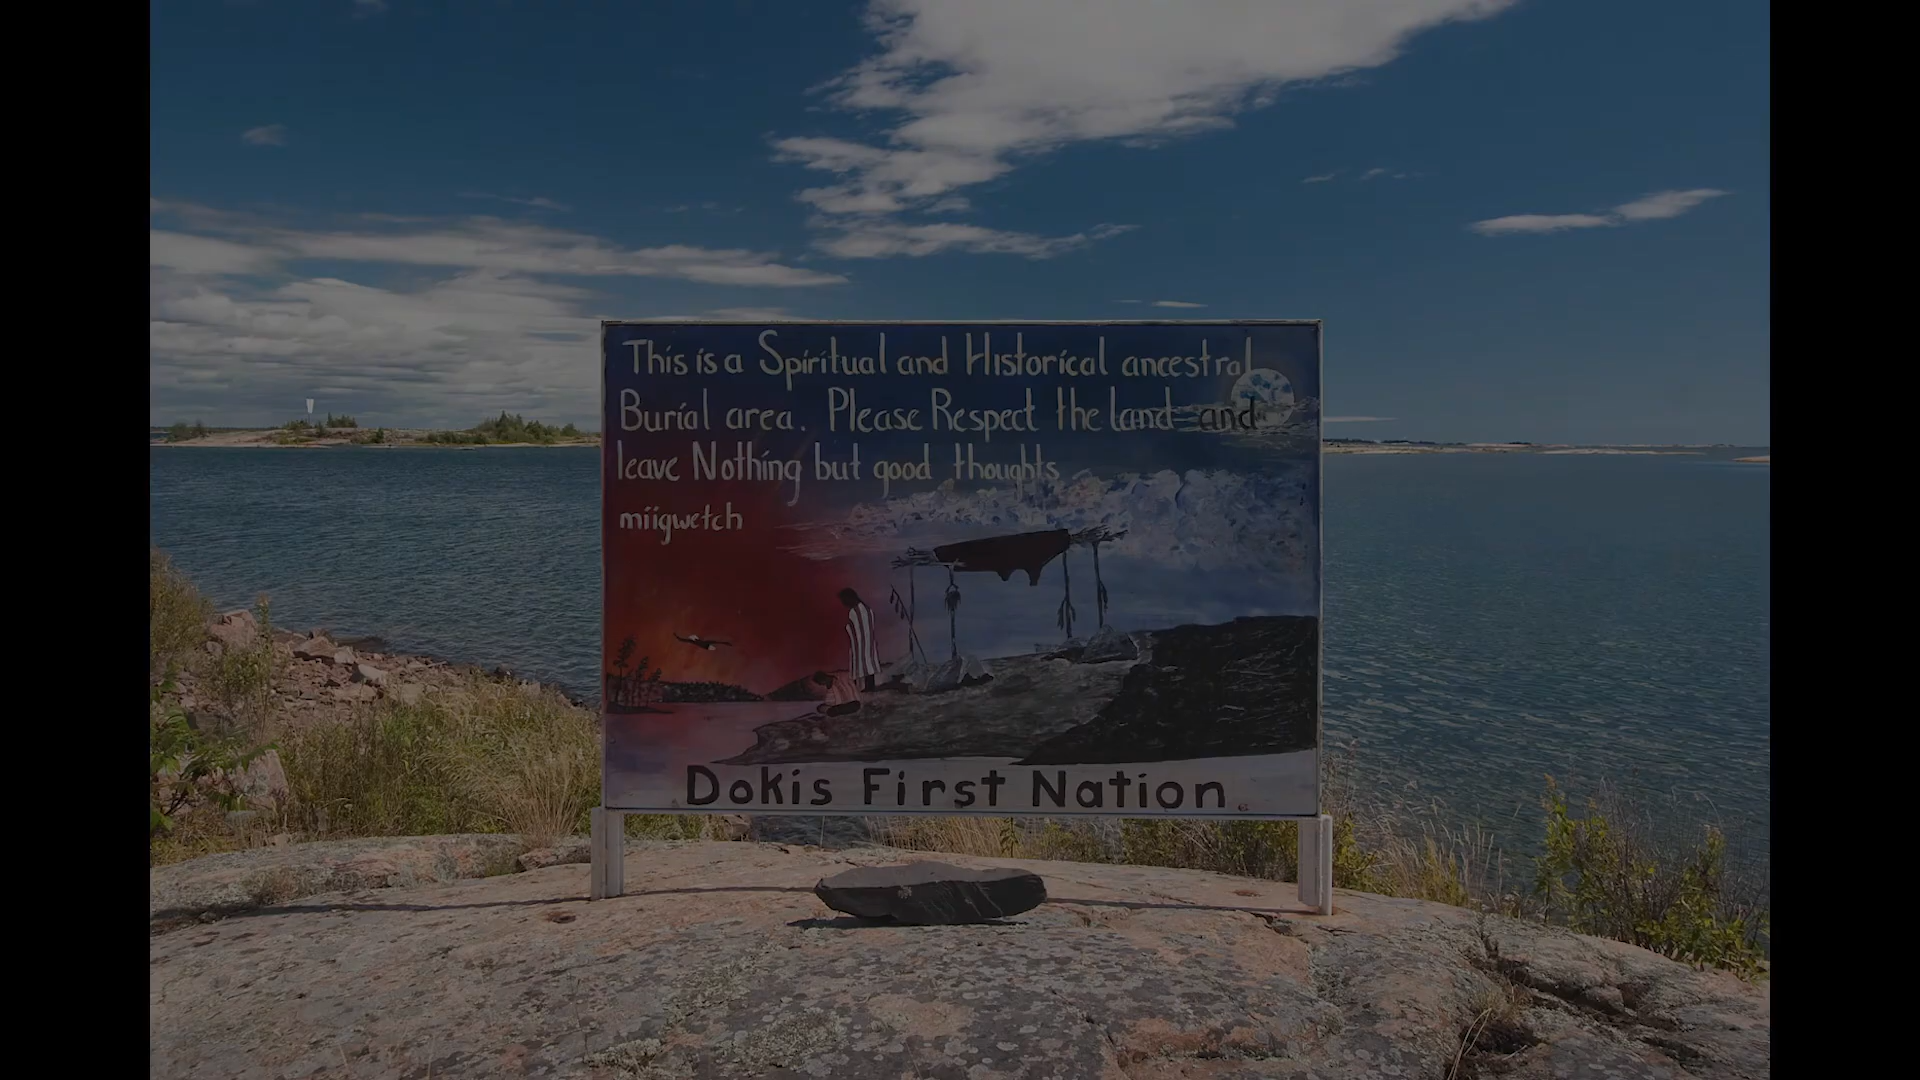 This is a Spiritual and Historical ancestral
Burial area. Please Respect the land and
leave Nothing but good thoughts
miigwetch
Dokis First Nation